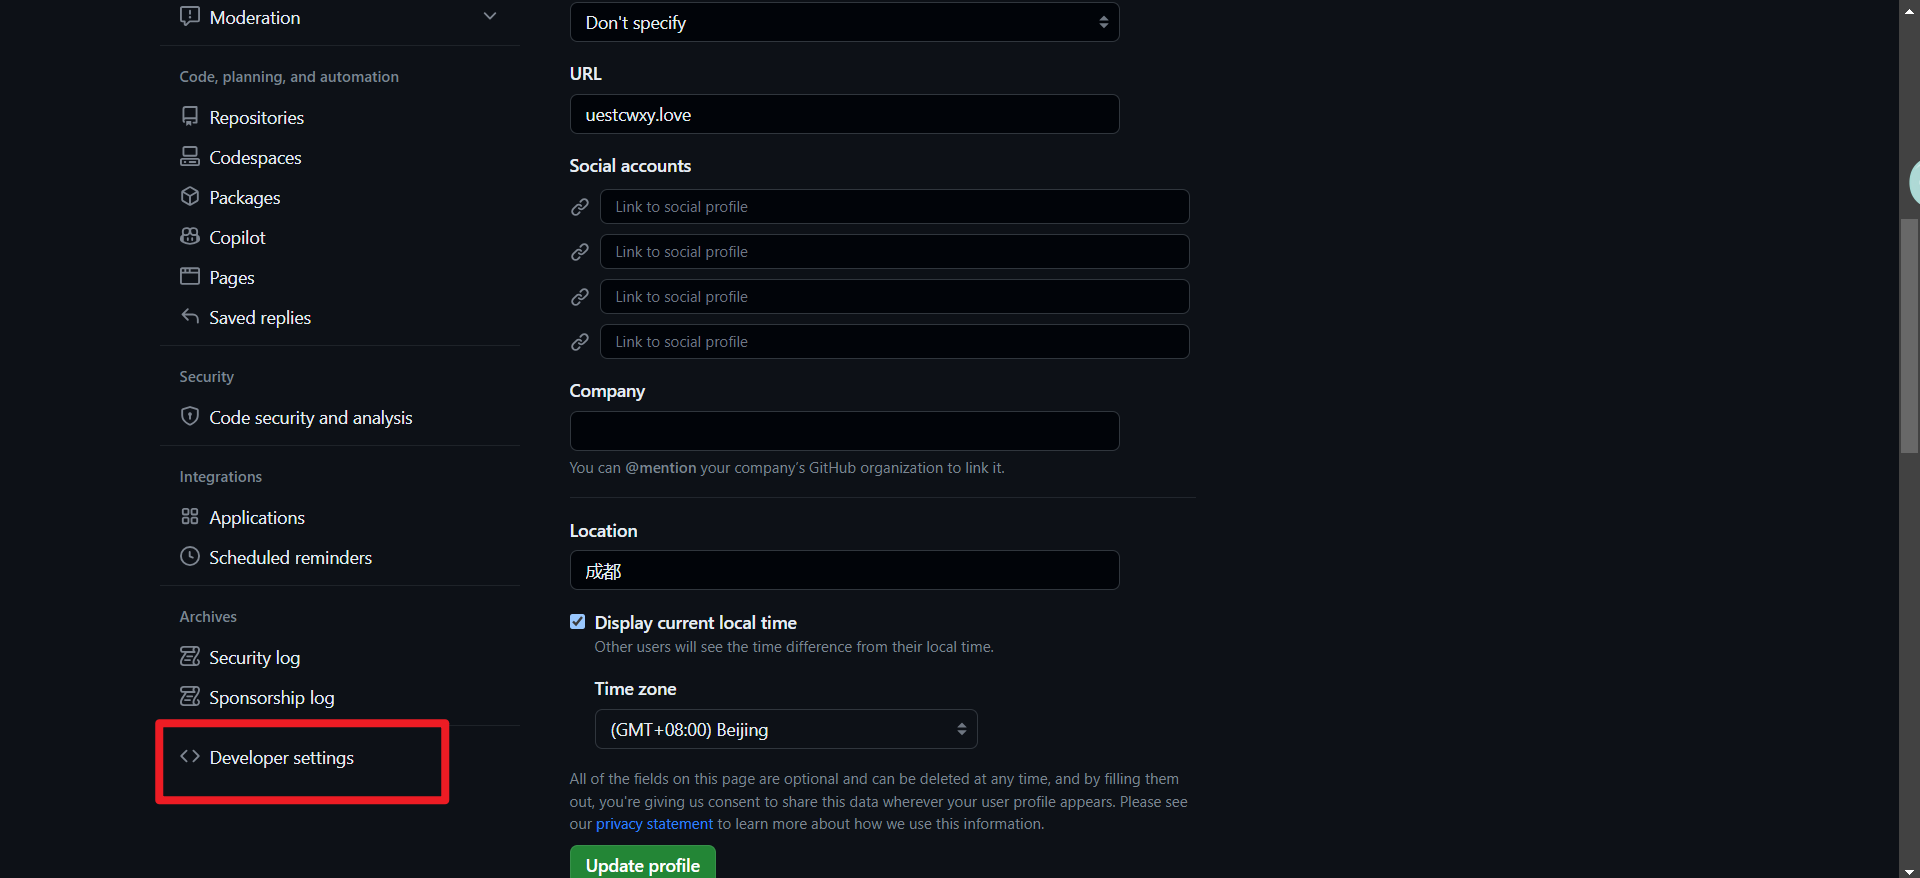 Moderation
Code, planning, and automation
Repositories
Codespaces
Packages
Copilot
Pages
Saved replies
Security
Code security and analysis
Integrations
Applications
Scheduled reminders
Archives
Security log
Sponsorship log
Developer settings
Don't specify
URL
uestcwxy.love
Social accounts
Link to social profile
Link to social profile
Link to social profile
Link to social profile
Company
You can @mention your company's GitHub organization to link it.
Location
成都
Display current local time
Other users will see the time difference from their local time.
Time zone
(GMT+08:00) Beijing
All of the fields on this page are optional and can be deleted at any time, and by filling them
out, you're giving us consent to share this data wherever your user profile appears. Please see
our privacy statement to learn more about how we use this information.
Update profile